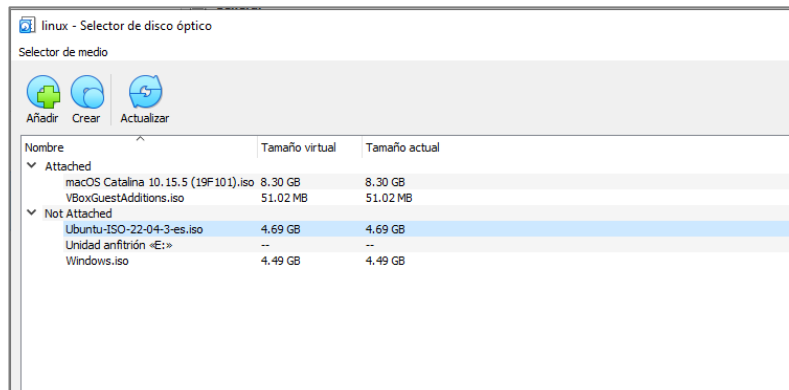 linux - Selector de disco óptico
Selector de medio
Añadir Crear Actualizar
Nombre Tamaño virtual Tamaño actual
Attached
macOS Catalina 10.15.5 (19F101).iso 8.30 GB 8.30 GB
VBoxGuestAdditions.iso 51.02 MB 51.02 MB
Not Attached
Ubuntu-ISO-22-04-3-es.iso 4.69 GB 4.69 GB
Unidad anfitrión «E:» -- --
Windows.iso 4.49 GB 4.49 GB